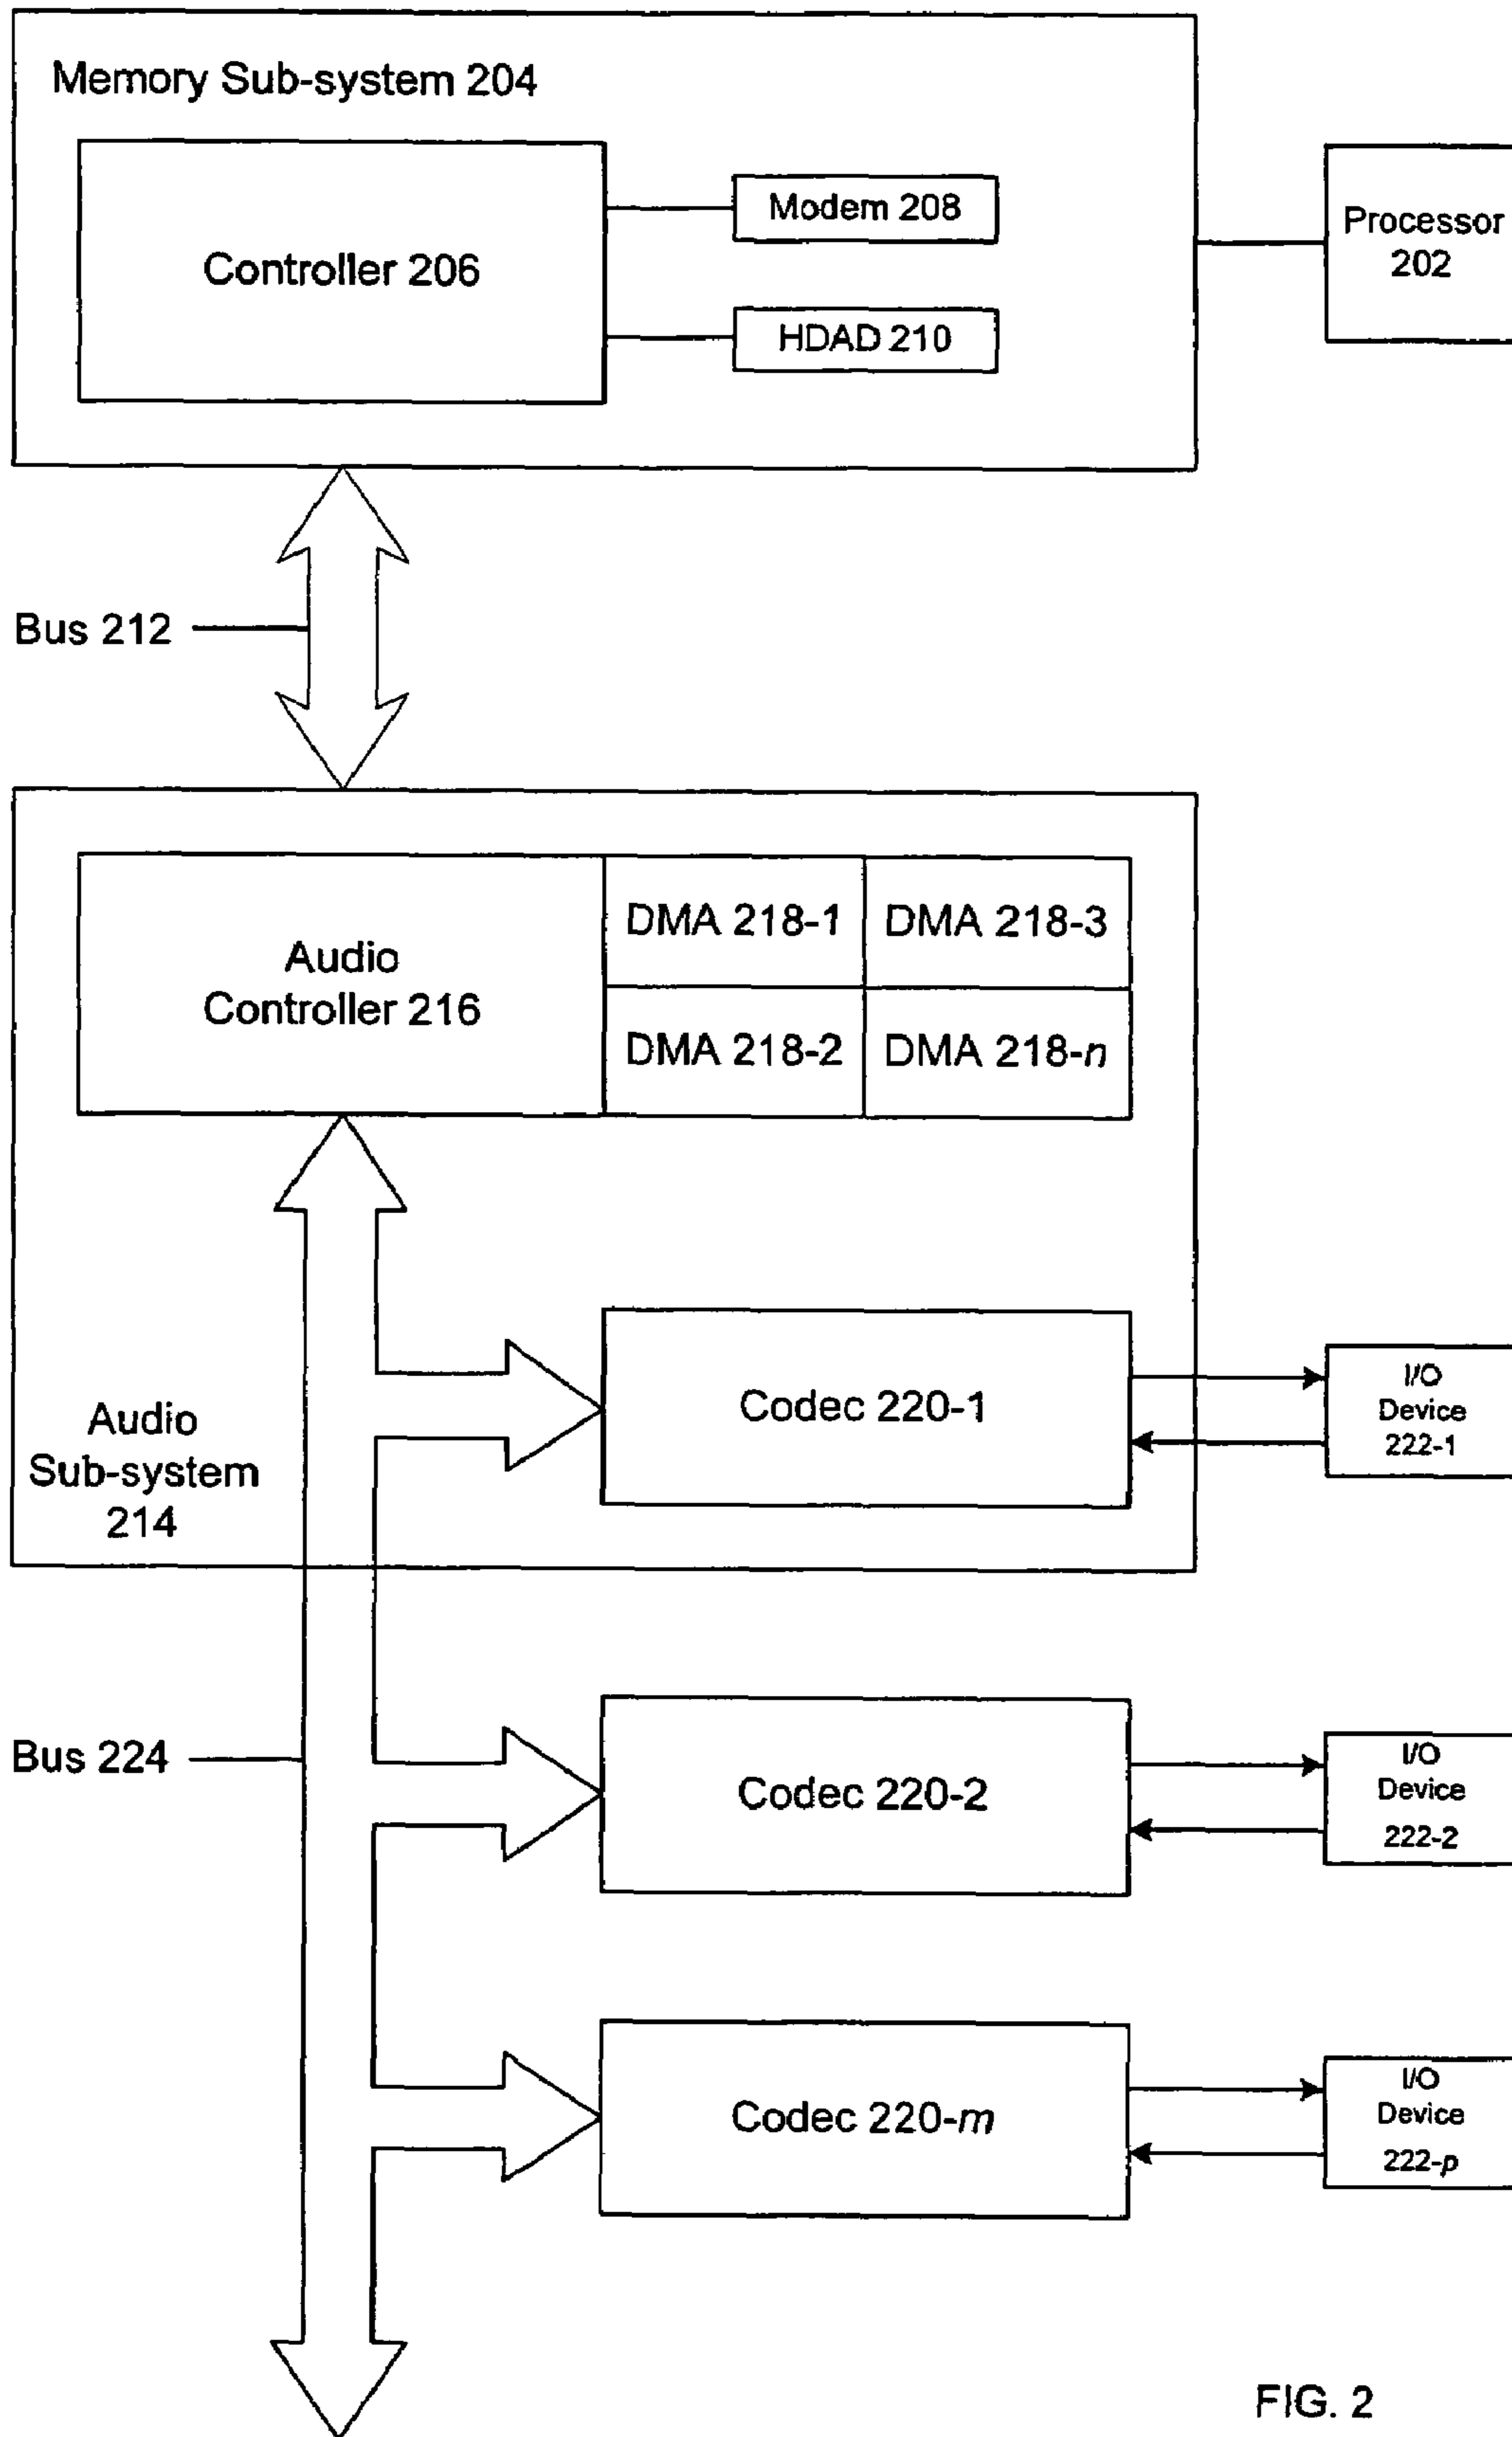 Memory Sub-system 204
Controller 206
Modem 208
HDAD 210
Processor
202
Bus 212
Audio
Controller 216
DMA 218-1
DMA 218-3
DMA 218-2
DMA 218-n
Audio
Sub-system
214
Codec 220-1
I/O
Device
222-1
Bus 224
Codec 220-2
I/O
Device
222-2
Codec 220-m
I/O
Device
222-p
FIG. 2